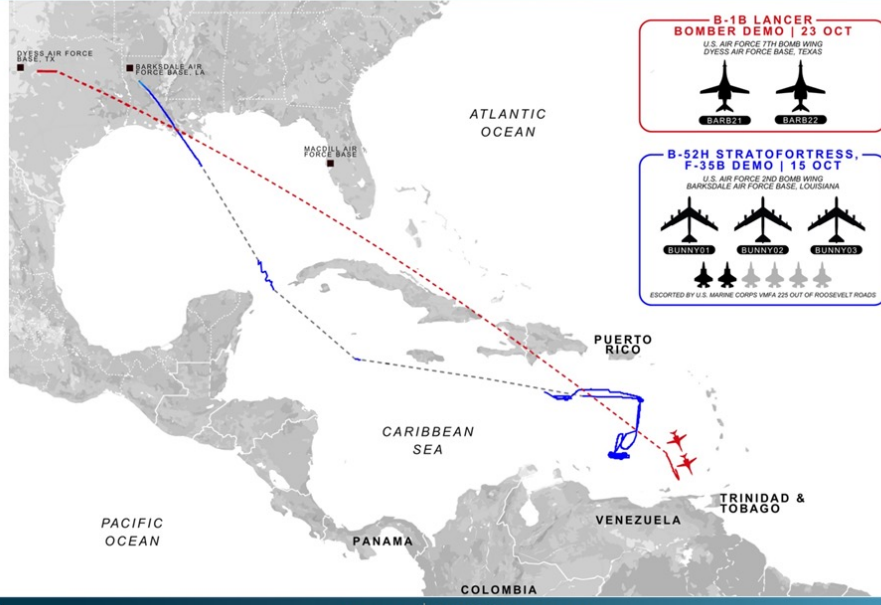 B-1B LANCER
BOMBER DEMO | 23 OCT
U.S. AIR FORCE 7TH BOMB WING
DYESS AIR FORCE BASE, TEXAS
BARB21
BARB22
DYESS AIR FORCE
BASE, TX
BARKSDALE AIR
FORCE BASE, LA
ATLANTIC
OCEAN
MACDILL AIR
FORCE BASE
B-52H STRATOFORTRESS,
F-35B DEMO | 15 OCT
U.S. AIR FORCE 2ND BOMB WING
BARKSDALE AIR FORCE BASE, LOUISIANA
BUNNY01
BUNNY02
BUNNY03
ESCORTED BY U.S. MARINE CORPS VMFA 225 OUT OF ROOSEVELT ROADS
PUERTO
RICO
CARIBBEAN
SEA
TRINIDAD &
TOBAGO
VENEZUELA
PACIFIC
OCEAN
PANAMA
COLOMBIA